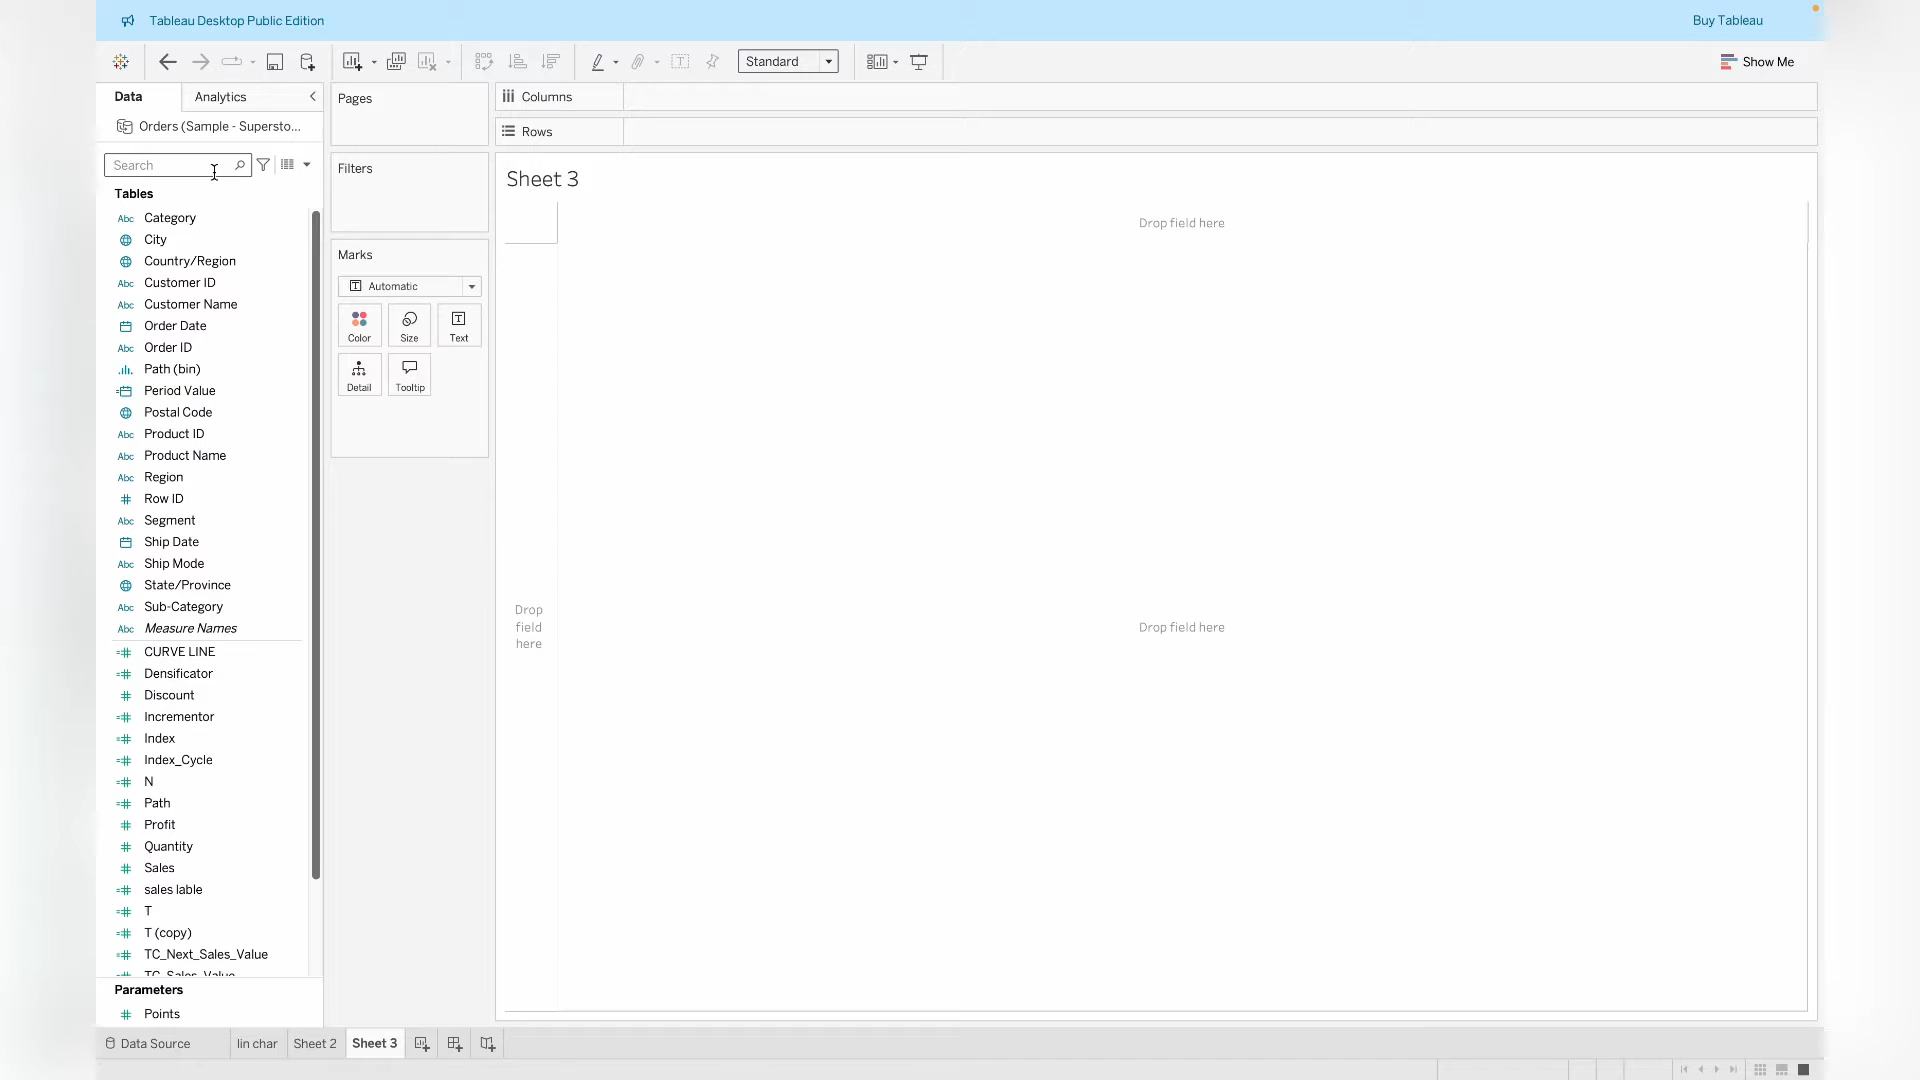 Tableau Desktop Public Edition
Buy Tableau
Standard
Show Me
Data
Analytics
Pages
Columns
Orders (Sample - Supersto...
Rows
Search
Filters
Sheet 3
Tables
Category
Drop field here
City
Country/Region
Marks
Customer ID
Automatic
Customer Name
Order Date
Color
Size
Text
Order ID
Path (bin)
Detail
Tooltip
Period Value
Postal Code
Product ID
Product Name
Region
Row ID
Segment
Ship Date
Ship Mode
State/Province
Sub-Category
Drop
field
here
Drop field here
Measure Names
CURVE LINE
Densificator
Discount
Incrementor
Index
Index_Cycle
N
Path
Profit
Quantity
Sales
sales lable
T
T (copy)
TC_Next_Sales_Value
TC_Sales_Value
Parameters
Points
Data Source
lin char
Sheet 2
Sheet 3